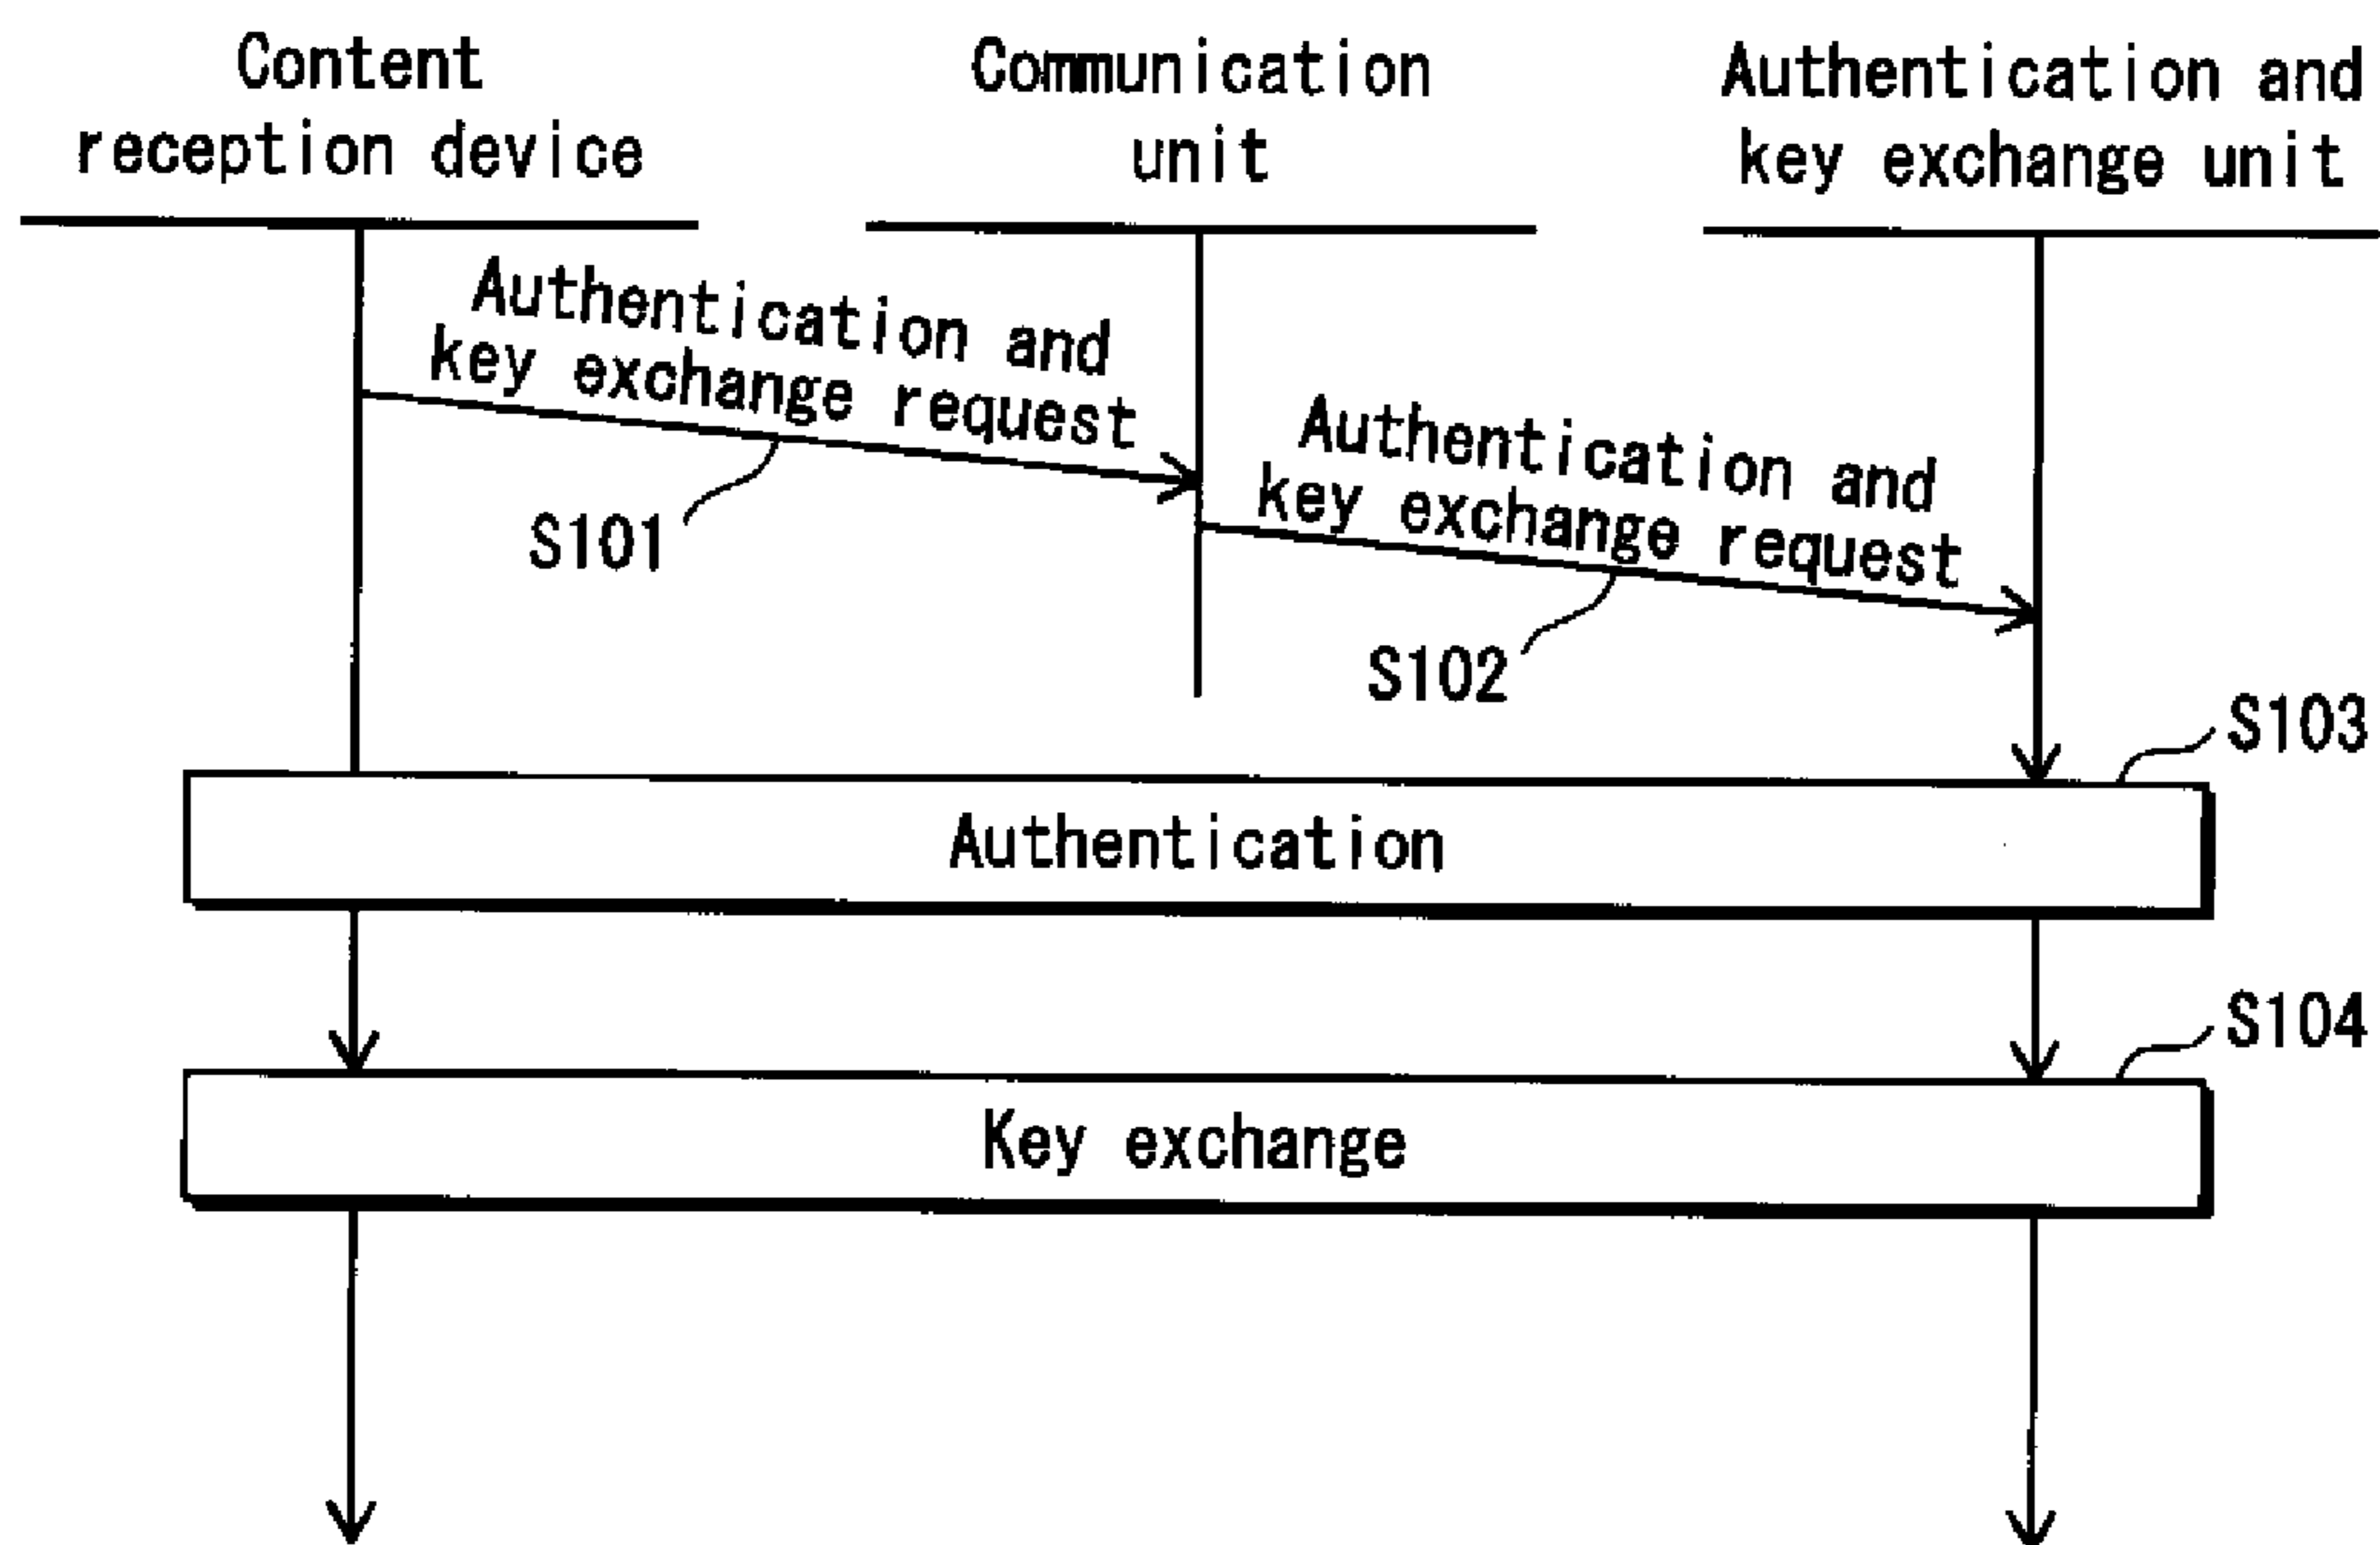 Content
reception device
Communication
unit
Authentication and
key exchange unit
Authentication and
key exchange request
S101
Authentication and
key exchange request
S102
S103
Authentication
S104
Key exchange